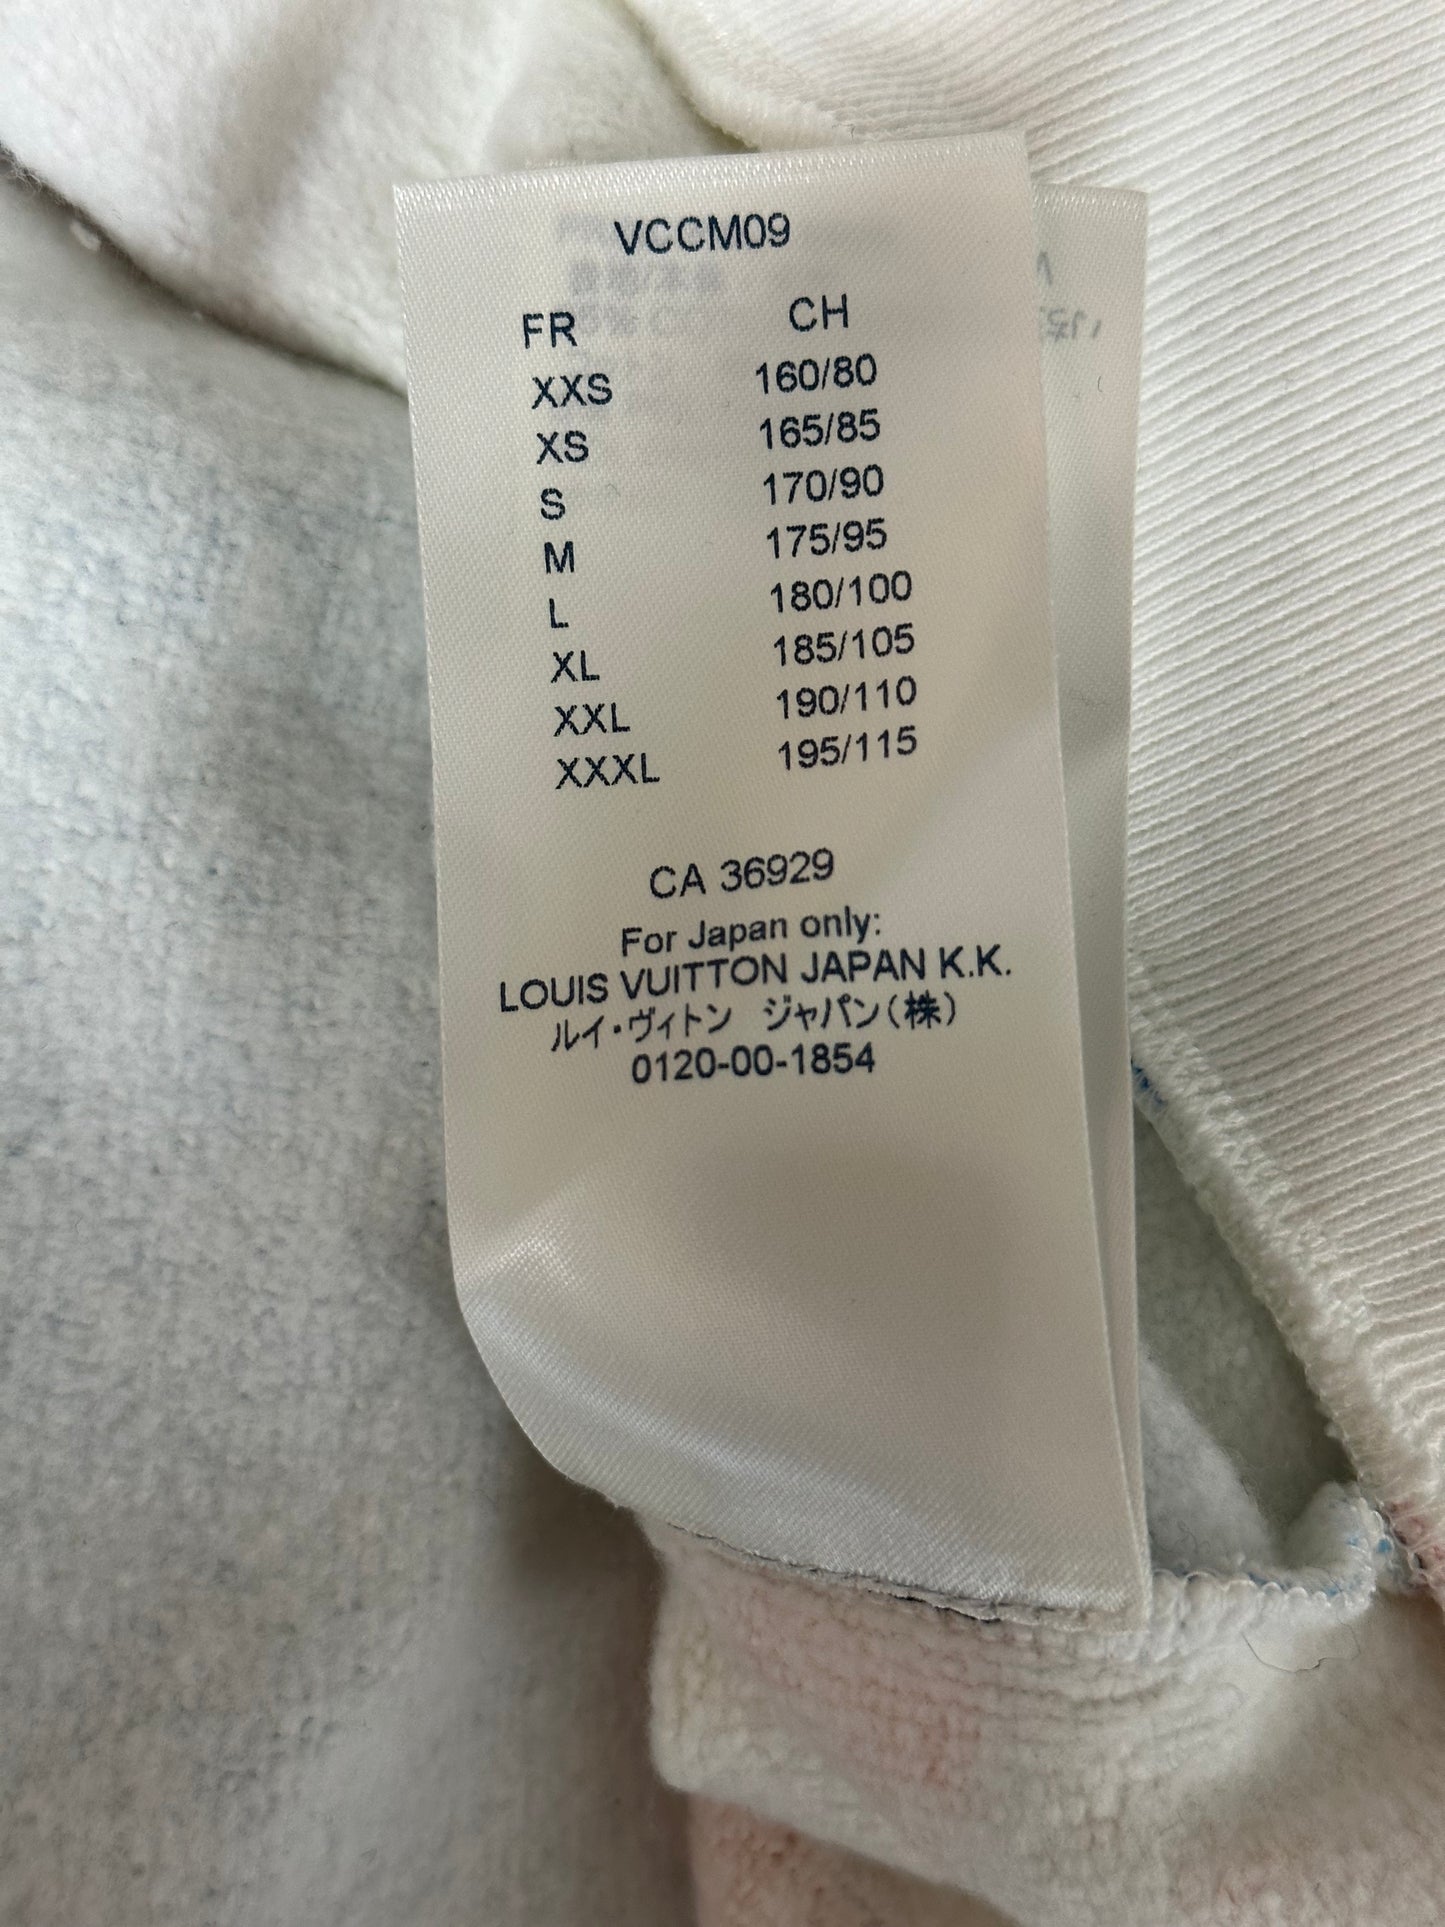 VCCM09
FR CH
XXS 160/80
XS 165/85
S 170/90
M 175/95
L 180/100
XL 185/105
XXL 190/110
XXXL 195/115
CA 36929
For Japan only:
LOUIS VUITTON JAPAN K.K.
ルイ・ヴィトン ジャパン(株)
0120-00-1854